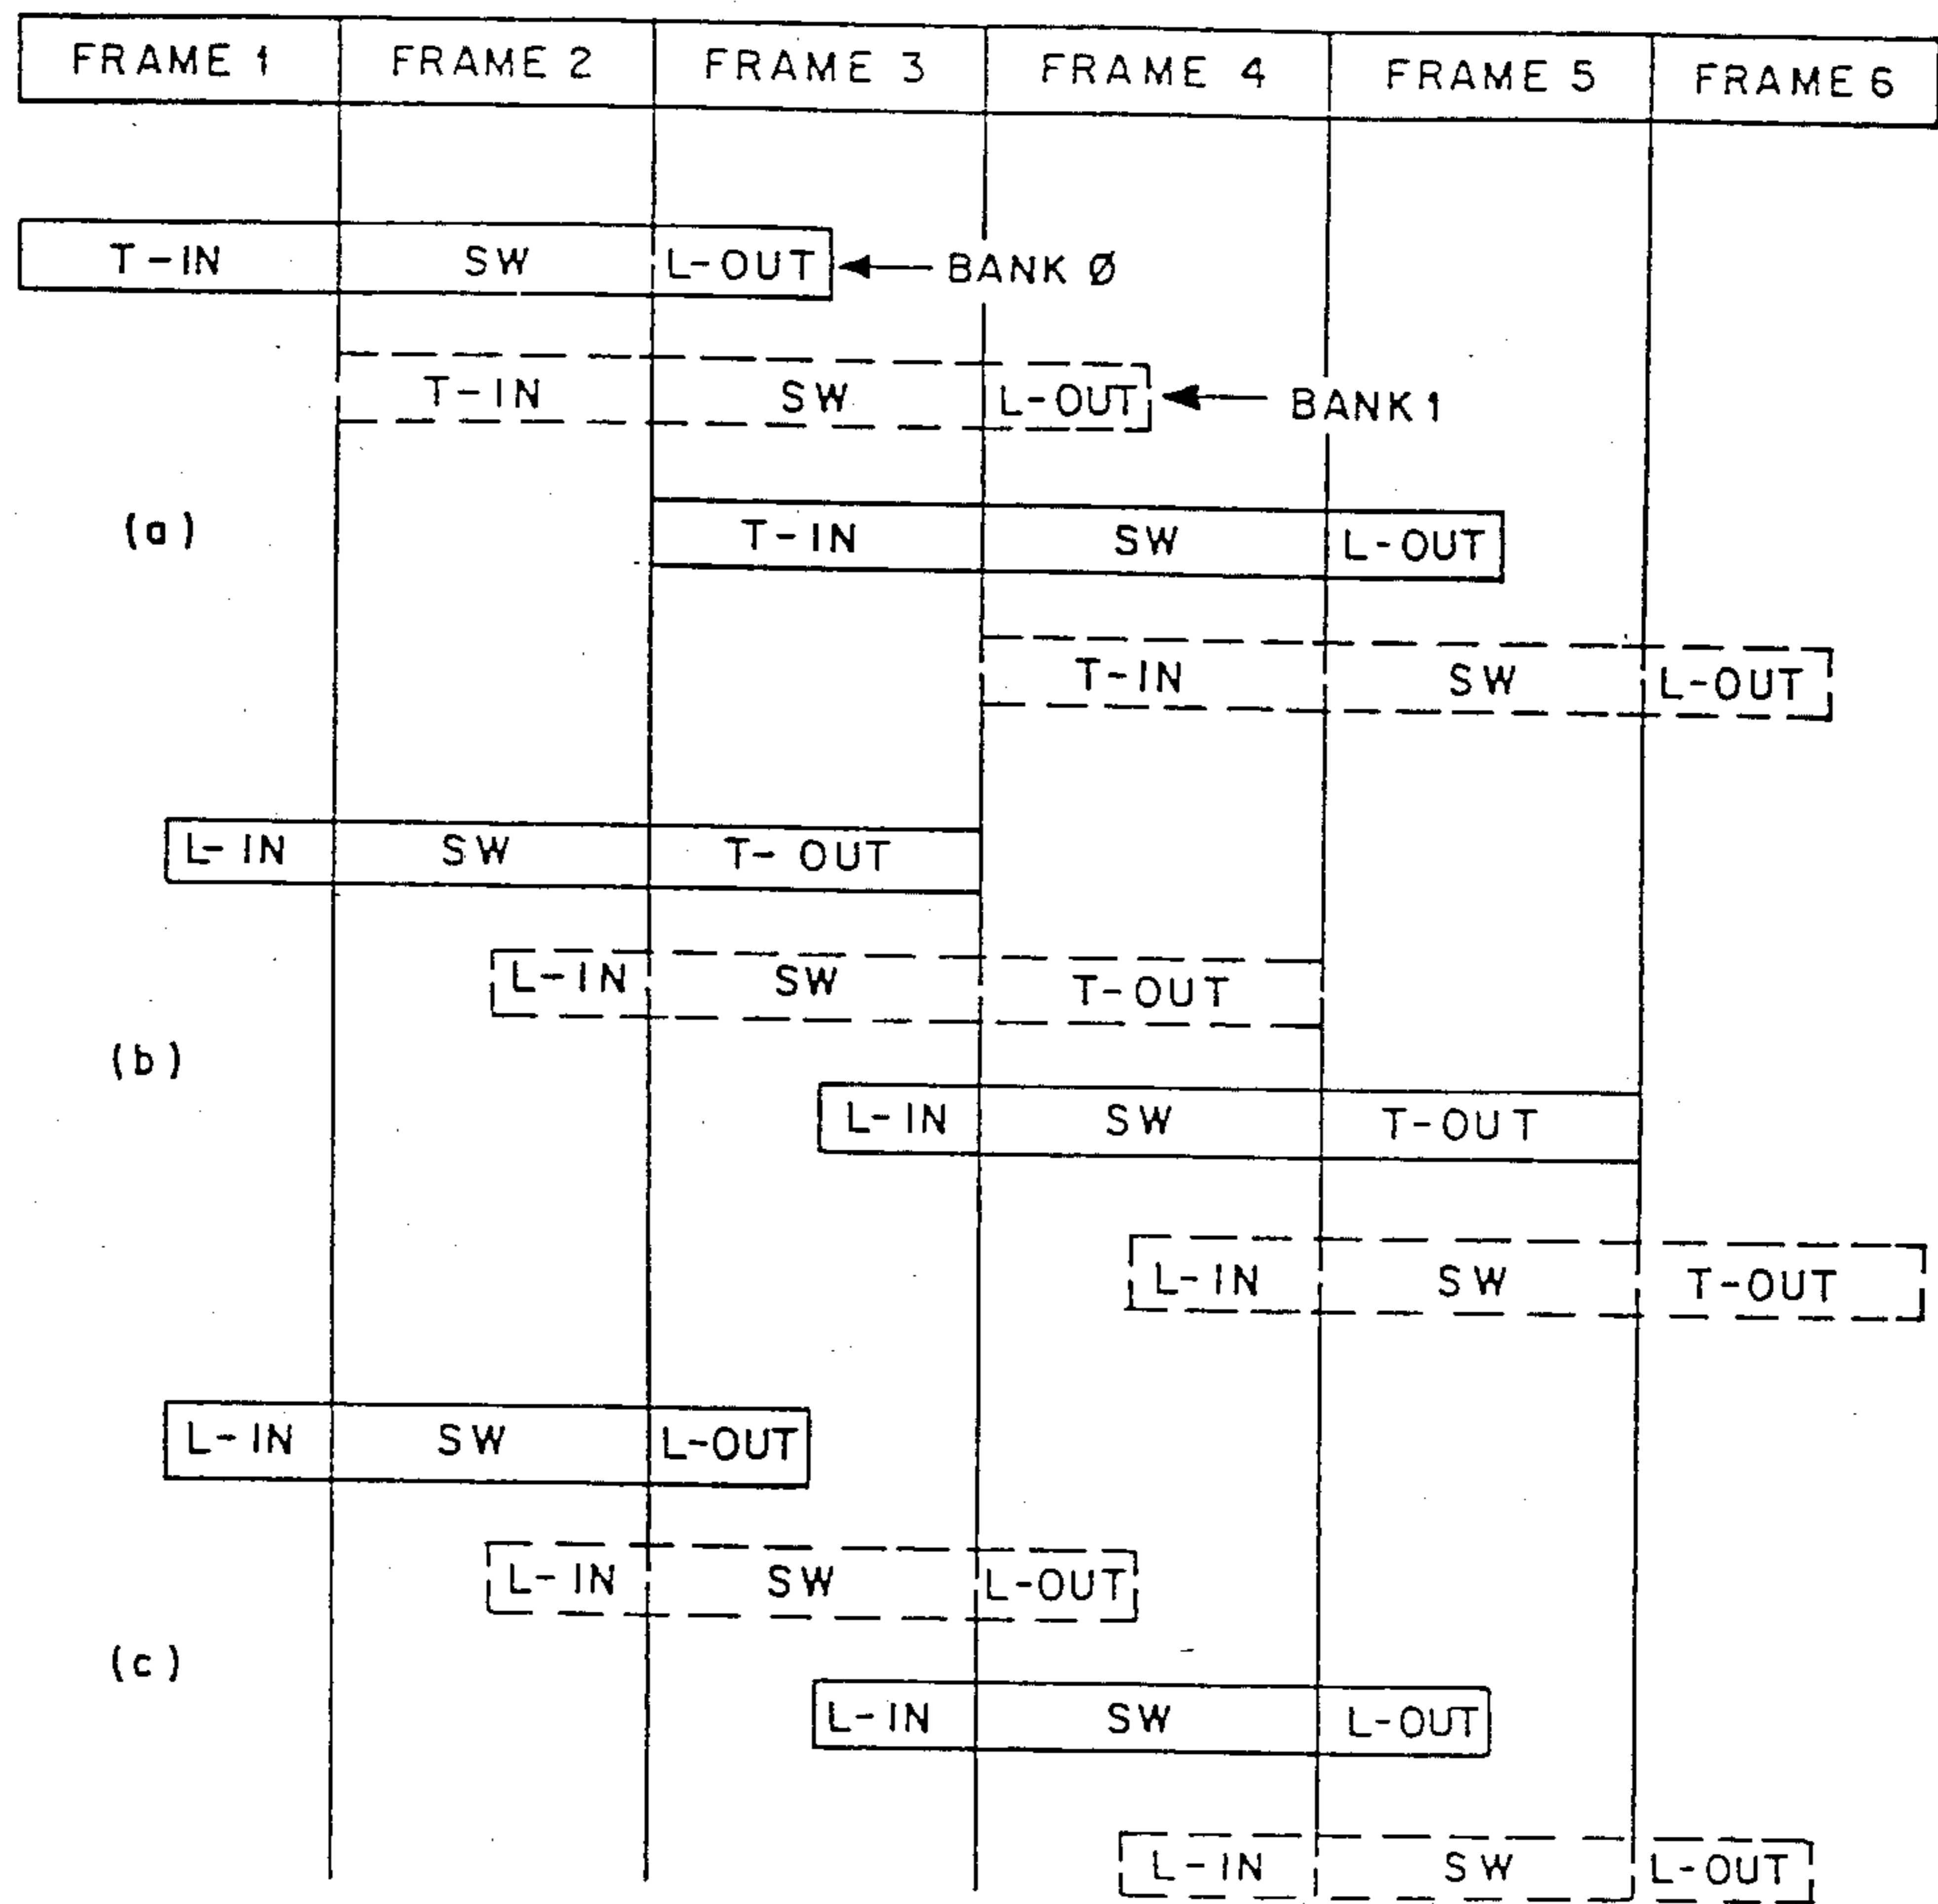 FRAME 1 FRAME 2 FRAME 3 FRAME 4 FRAME 5 FRAME 6
T-IN SW L-OUT BANK Ø
T-IN SW L-OUT BANK 1
(a)
T-IN SW L-OUT
T-IN SW L-OUT
L-IN SW T-OUT
L-IN SW T-OUT
(b)
L-IN SW T-OUT
L-IN SW T-OUT
L-IN SW L-OUT
L-IN SW L-OUT
(c)
L-IN SW L-OUT
L-IN SW L-OUT